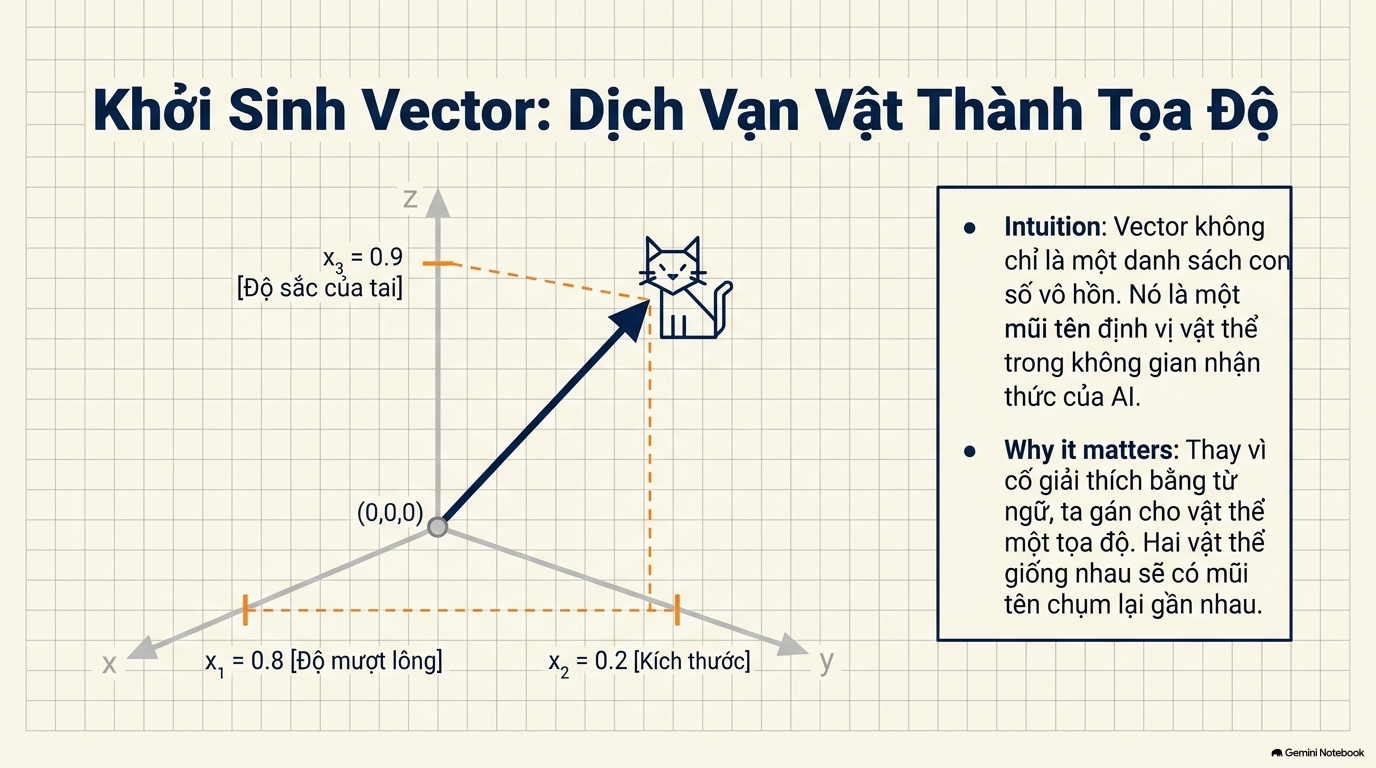 Khởi Sinh Vector: Dịch Vạn Vật Thành Tọa Độ
z
x₃ = 0.9
[Độ sắc của tai]
(0,0,0)
x
x₁ = 0.8 [Độ mượt lông]
x₂ = 0.2 [Kích thước]
y
• Intuition: Vector không
chỉ là một danh sách con
số vô hồn. Nó là một
mũi tên định vị vật thể
trong không gian nhận
thức của AI.
• Why it matters: Thay vì
cố giải thích bằng từ
ngữ, ta gán cho vật thể
một tọa độ. Hai vật thể
giống nhau sẽ có mũi
tên chụm lại gần nhau.
Gemini Notebook